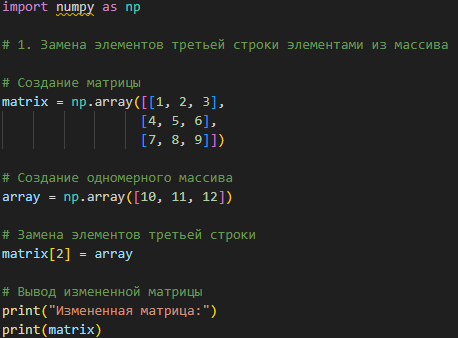 import numpy as np
# 1. Замена элементов третьей строки элементами из массива
# Создание матрицы
matrix = np.array([[1, 2, 3],
[4, 5, 6],
[7, 8, 9]])
# Создание одномерного массива
array = np.array([10, 11, 12])
# Замена элементов третьей строки
matrix[2] = array
# Вывод измененной матрицы
print("Измененная матрица:")
print(matrix)